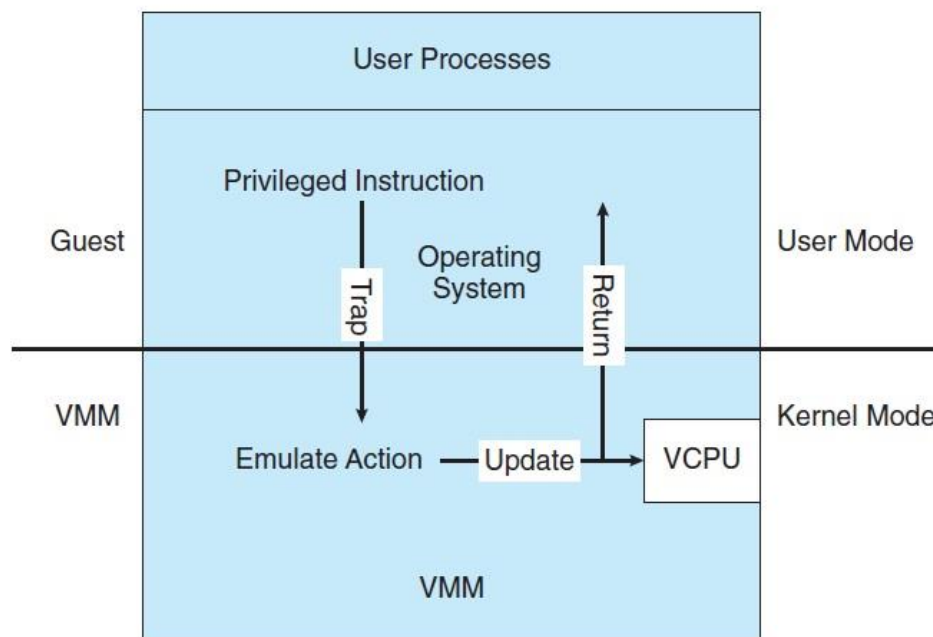 User Processes
Privileged Instruction
Guest
Operating
System
User Mode
Trap
Return
VMM
Kernel Mode
Emulate Action
Update
VCPU
VMM